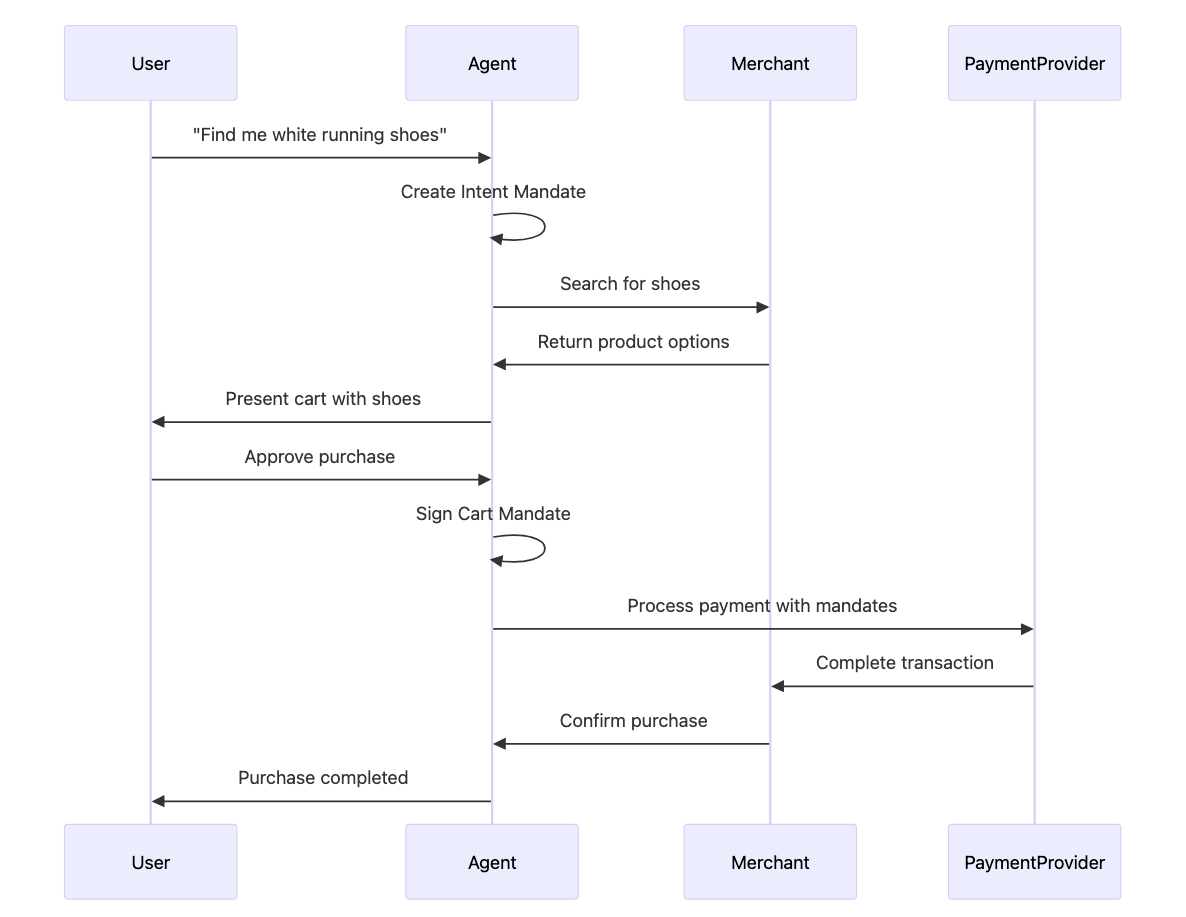 User
Agent
Merchant
PaymentProvider
"Find me white running shoes"
Create Intent Mandate
Search for shoes
Return product options
Present cart with shoes
Approve purchase
Sign Cart Mandate
Process payment with mandates
Complete transaction
Confirm purchase
Purchase completed
User
Agent
Merchant
PaymentProvider